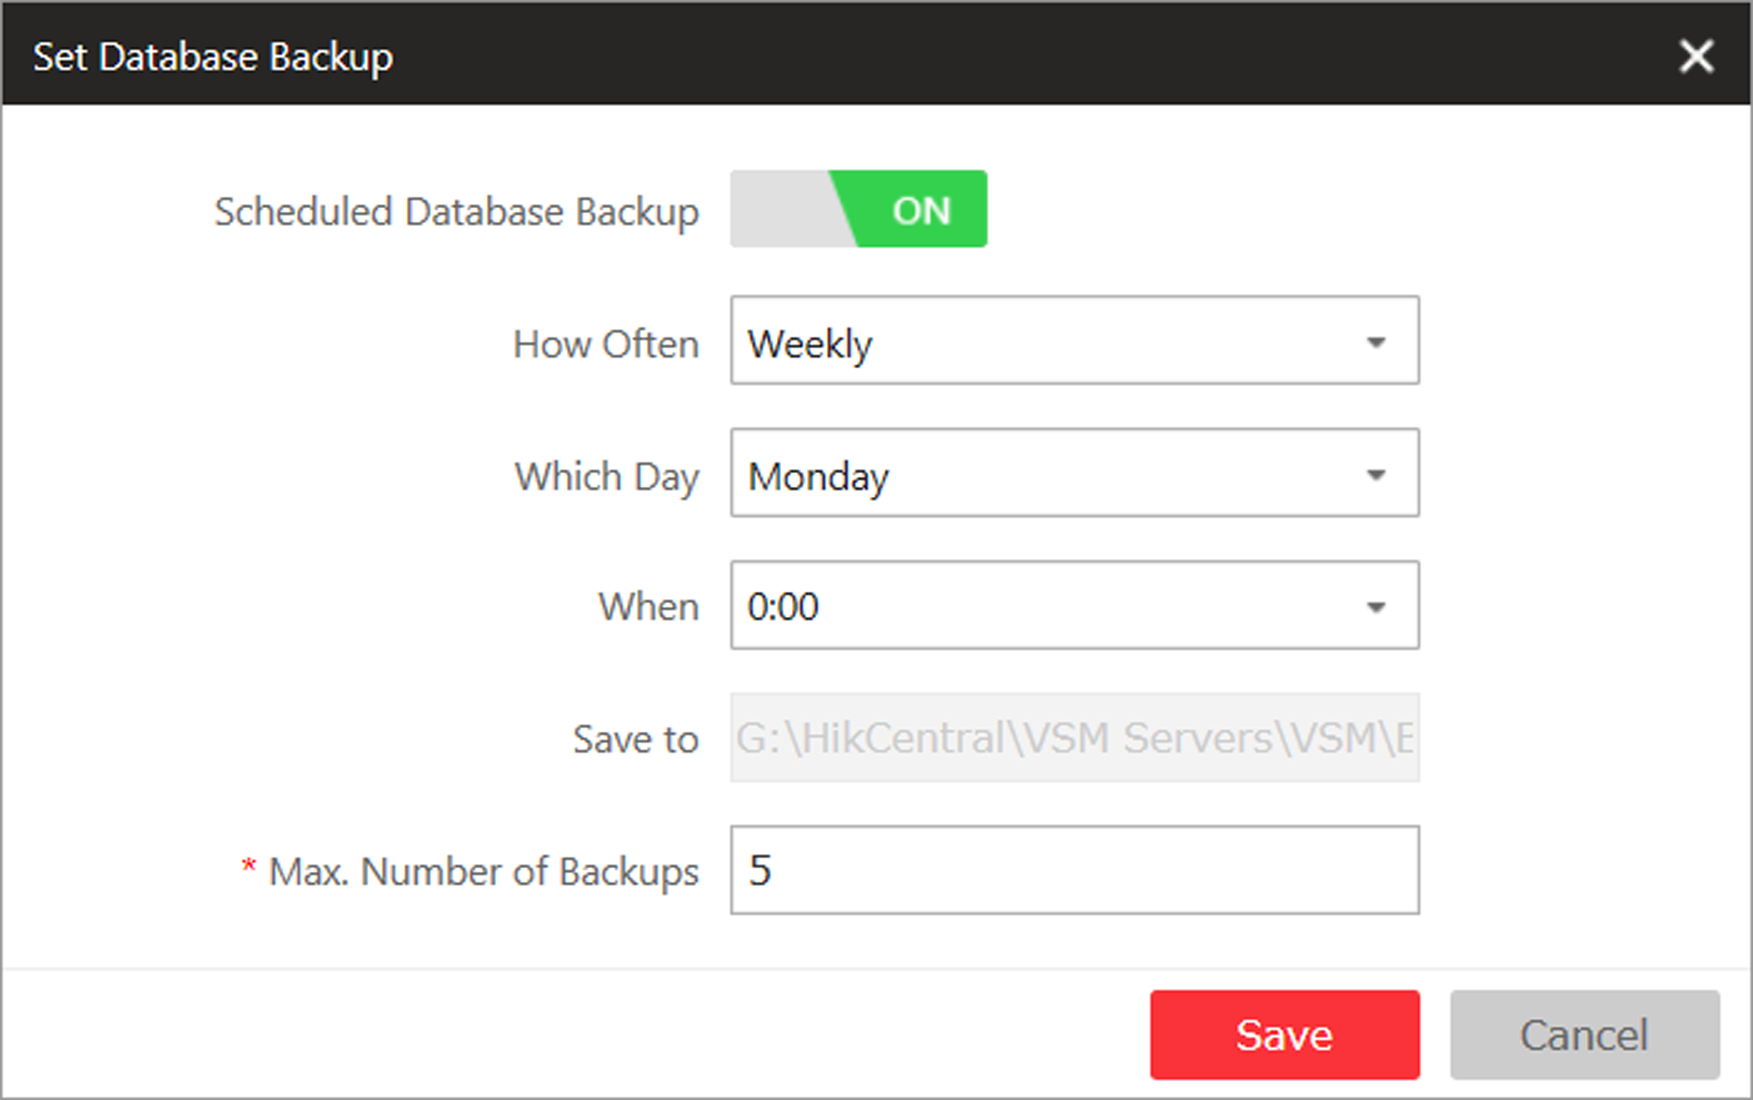 Set Database Backup
Scheduled Database Backup ON
How Often Weekly
Which Day Monday
When 0:00
Save to G:\HikCentral\VSM Servers\VSM\
* Max. Number of Backups 5
Save Cancel